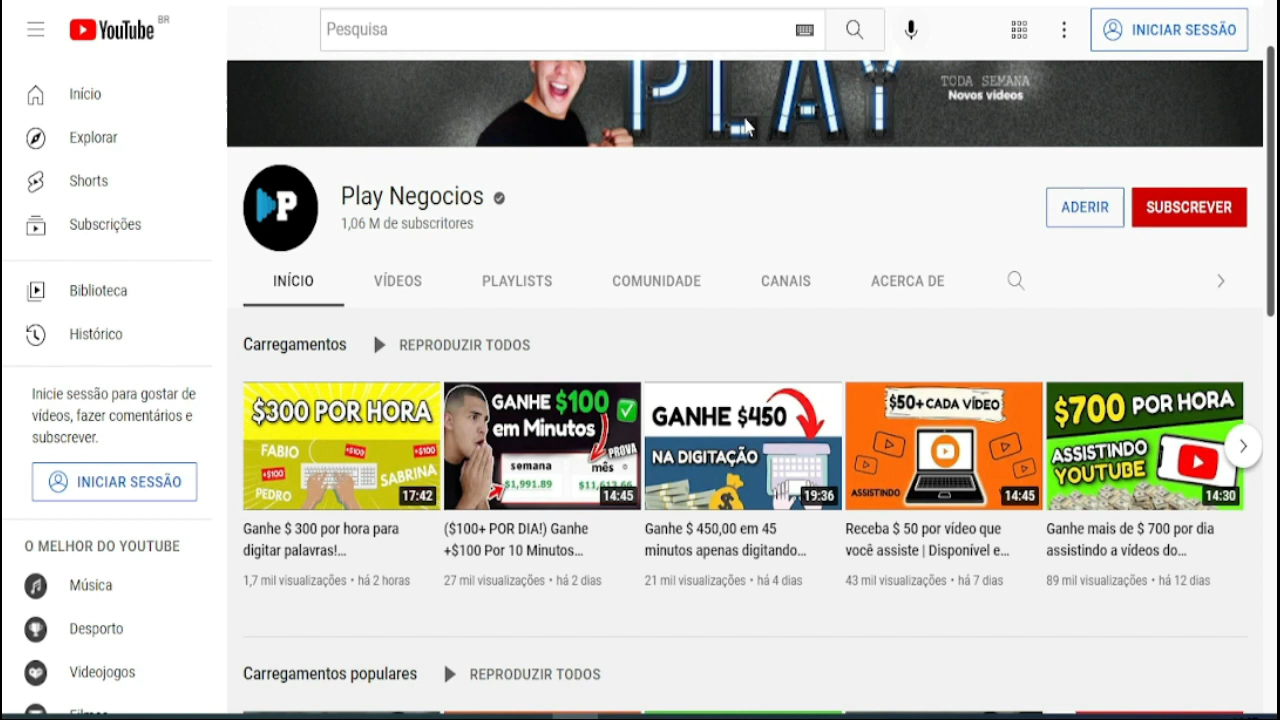 YouTube BR
Pesquisa
INICIAR SESSÃO
Início
Explorar
Shorts
Subscrições
Biblioteca
Histórico
Inicie sessão para gostar de
vídeos, fazer comentários e
subscrever.
INICIAR SESSÃO
O MELHOR DO YOUTUBE
Música
Desporto
Videojogos
PLAY
TODA SEMANA
Novos vídeos
P
Play Negocios
1,06 M de subscritores
ADERIR
SUBSCREVER
INÍCIO
VÍDEOS
PLAYLISTS
COMUNIDADE
CANAIS
ACERCA DE
Carregamentos
REPRODUZIR TODOS
$300 POR HORA
FABIO
+$100
+$100
+$100
SABRINA
PEDRO
17:42
Ganhe $ 300 por hora para
digitar palavras!...
1,7 mil visualizações • há 2 horas
GANHE $100
em Minutos
PROVA
semana
mês
$1,991.89
14:45
($100+ POR DIA!) Ganhe
+$100 Por 10 Minutos...
27 mil visualizações • há 2 dias
GANHE $450
NA DIGITAÇÃO
19:36
Ganhe $ 450,00 em 45
minutos apenas digitando...
21 mil visualizações • há 4 dias
$50+ CADA VÍDEO
ASSISTINDO
14:45
Receba $ 50 por vídeo que
você assiste | Disponível e...
43 mil visualizações • há 7 dias
$700 POR HORA
ASSISTINDO
YOUTUBE
14:30
Ganhe mais de $ 700 por dia
assistindo a vídeos do...
89 mil visualizações • há 12 dias
Carregamentos populares
REPRODUZIR TODOS